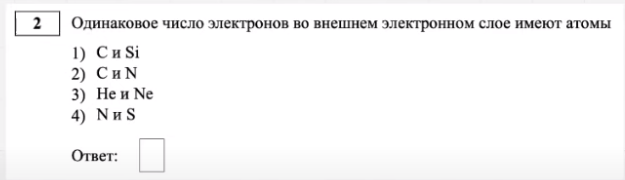 2 Одинаковое число электронов во внешнем электронном слое имеют атомы
1) C и Si
2) C и N
3) He и Ne
4) N и S
Ответ: